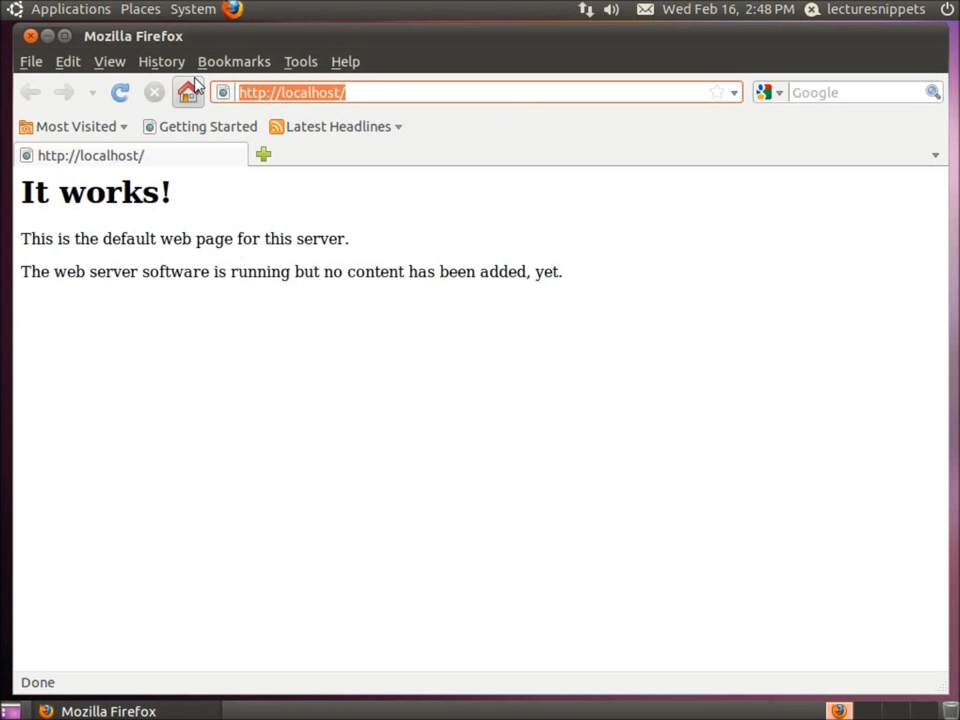 Applications Places System Wed Feb 16, 2:48 PM lecturesnippets
Mozilla Firefox
File Edit View History Bookmarks Tools Help
http://localhost/ Google
Most Visited Getting Started Latest Headlines
http://localhost/
It works!
This is the default web page for this server.
The web server software is running but no content has been added, yet.
Done
Mozilla Firefox